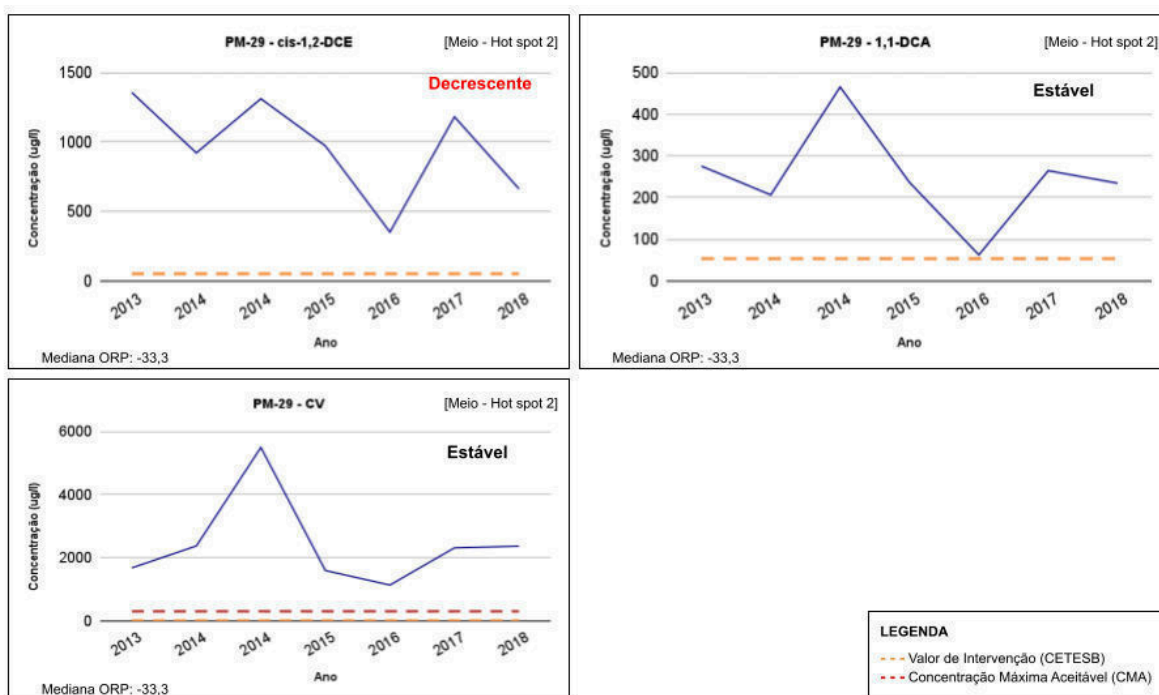 PM-29 - cis-1,2-DCE
[Meio - Hot spot 2]
Decrescente
Concentração (ug/l)
1500
1000
500
0
2013
2014
2014
2015
2016
2017
2018
Ano
Mediana ORP: -33,3
PM-29 - 1,1-DCA
[Meio - Hot spot 2]
Estável
Concentração (ug/l)
500
400
300
200
100
0
2013
2014
2014
2015
2016
2017
2018
Ano
Mediana ORP: -33,3
PM-29 - CV
[Meio - Hot spot 2]
Estável
Concentração (ug/l)
6000
4000
2000
0
2013
2014
2014
2015
2016
2017
2018
Ano
Mediana ORP: -33,3
LEGENDA
Valor de Intervenção (CETESB)
Concentração Máxima Aceitável (CMA)